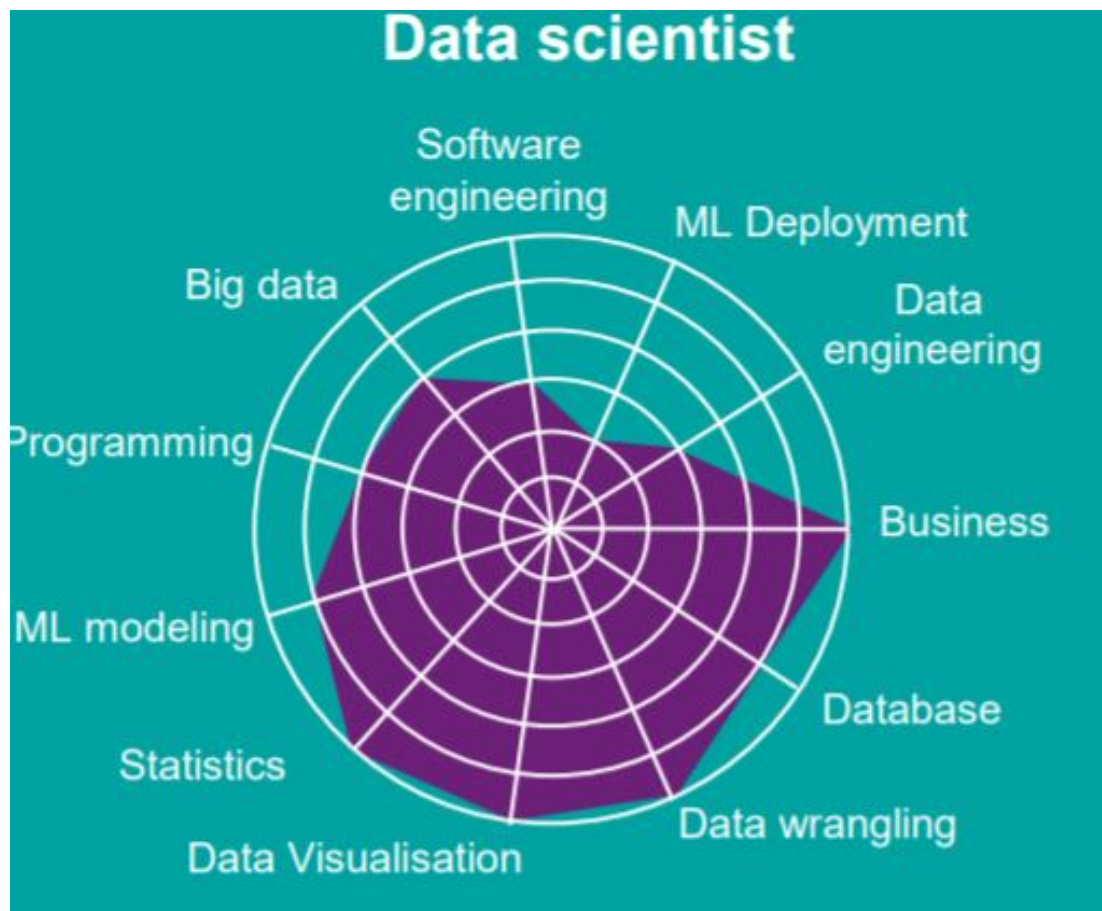 Data scientist
Software
engineering
ML Deployment
Big data
Data
engineering
Programming
Business
ML modeling
Database
Statistics
Data wrangling
Data Visualisation